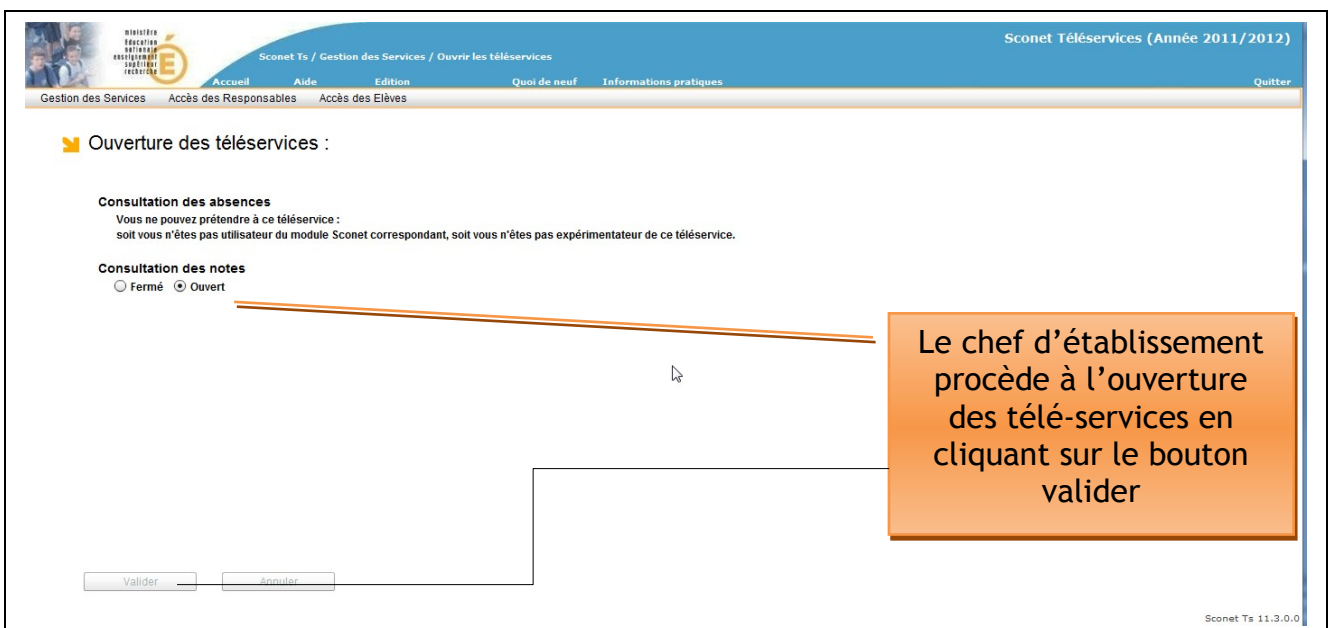 ministère
éducation
nationale
enseignement
supérieur
recherche
Sconet Téléservices (Année 2011/2012)
Sconet Ts / Gestion des Services / Ouvrir les téléservices
Accueil Aide Edition Quoi de neuf Informations pratiques Quitter
Gestion des Services Accès des Responsables Accès des Elèves
Ouverture des téléservices :
Consultation des absences
Vous ne pouvez prétendre à ce téléservice :
soit vous n'êtes pas utilisateur du module Sconet correspondant, soit vous n'êtes pas expérimentateur de ce téléservice.
Consultation des notes
Fermé Ouvert
Le chef d’établissement
procède à l’ouverture
des télé-services en
cliquant sur le bouton
valider
Valider Annuler
Sconet Ts 11.3.0.0